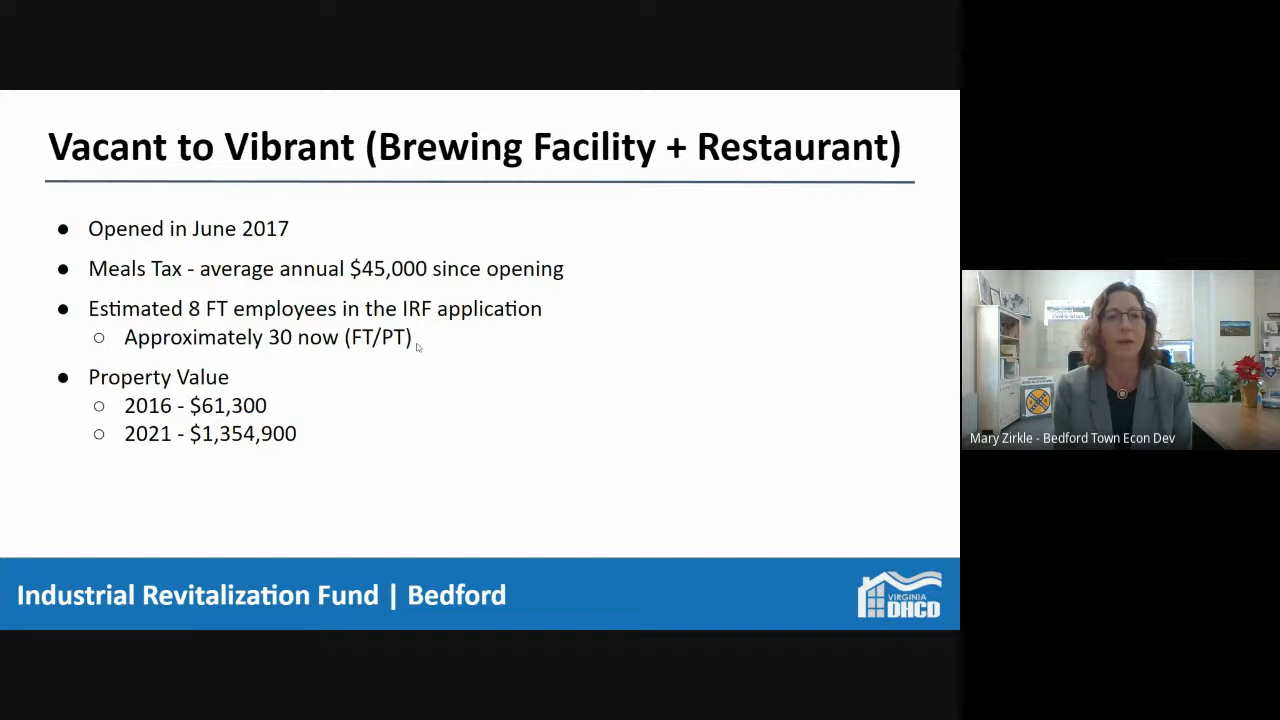 Vacant to Vibrant (Brewing Facility + Restaurant)
● Opened in June 2017
● Meals Tax - average annual $45,000 since opening
● Estimated 8 FT employees in the IRF application
○ Approximately 30 now (FT/PT)
● Property Value
○ 2016 - $61,300
○ 2021 - $1,354,900
Industrial Revitalization Fund | Bedford
VIRGINIA
DHCD
Mary Zirkle - Bedford Town Econ Dev